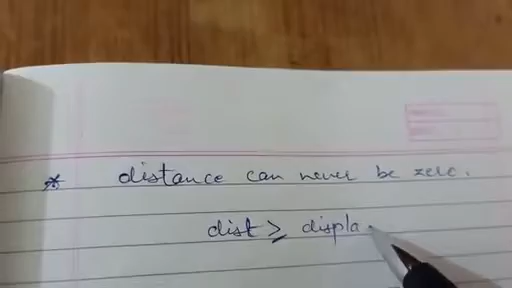 * distance can never be zero.
dist ≥ displa